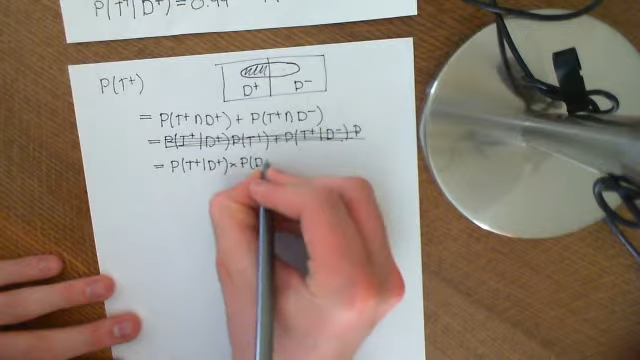 P(T⁺|D⁺) = 0.99
P(T⁺)
D⁺ D⁻
= P(T⁺∩D⁺) + P(T⁺∩D⁻)
= P(T⁺|D⁺)P(T⁺) + P(T⁺|D⁻) P
= P(T⁺|D⁺) × P(D